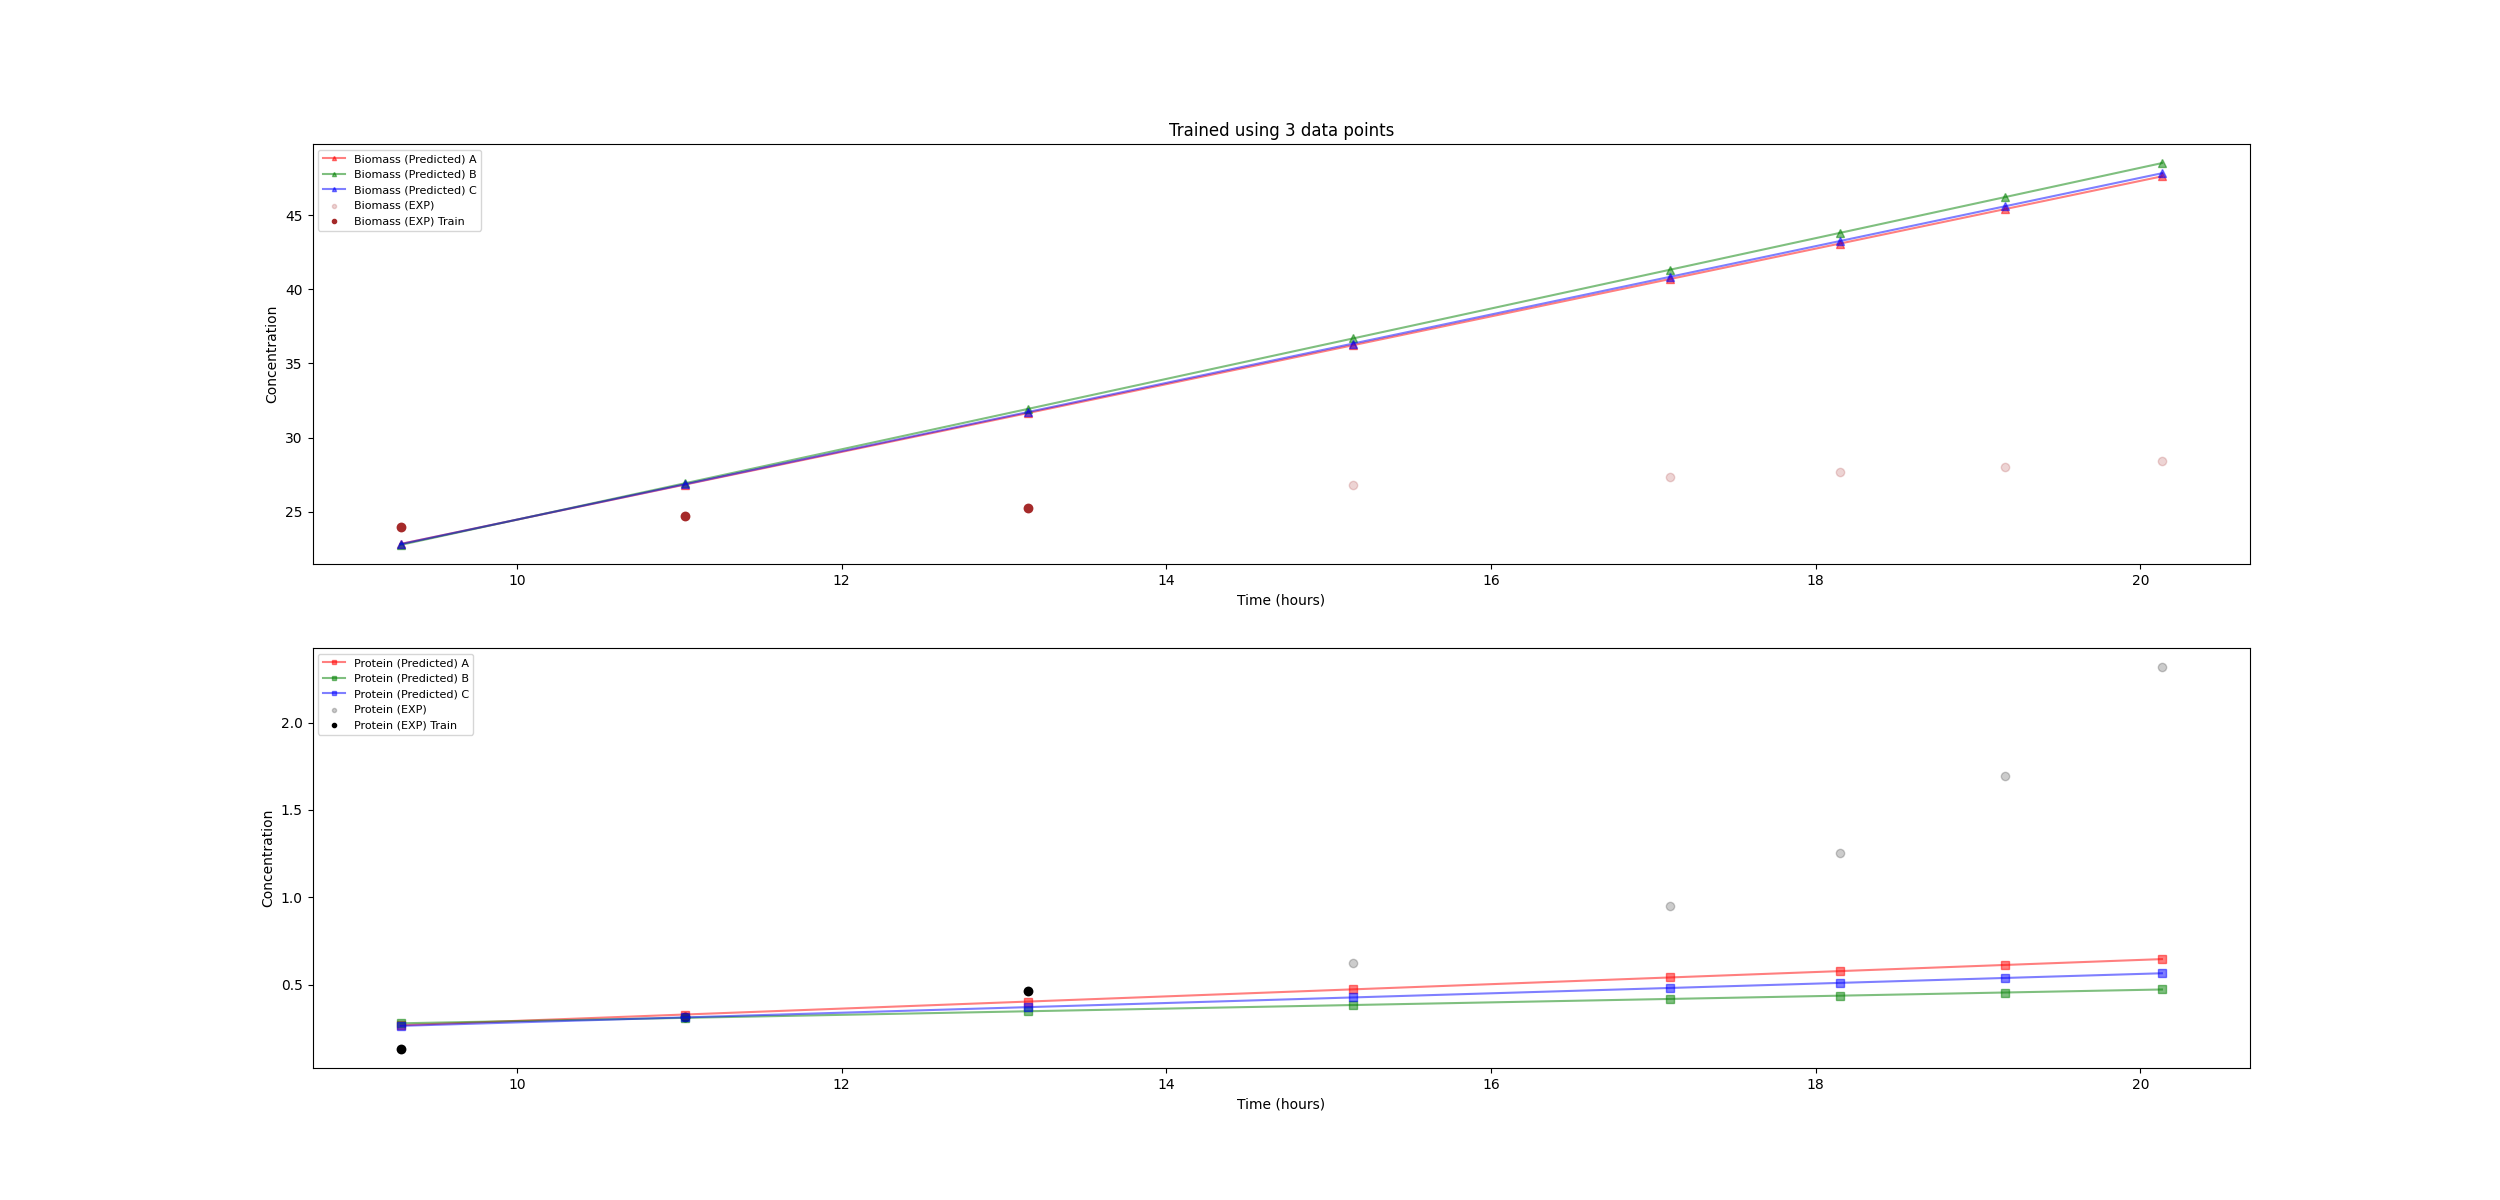 Trained using 3 data points
Biomass (Predicted) A
Biomass (Predicted) B
Biomass (Predicted) C
Biomass (EXP)
Biomass (EXP) Train
45
40
35
30
25
Concentration
10 12 14 16 18 20
Time (hours)
Protein (Predicted) A
Protein (Predicted) B
Protein (Predicted) C
Protein (EXP)
Protein (EXP) Train
2.0
1.5
1.0
0.5
Concentration
10 12 14 16 18 20
Time (hours)